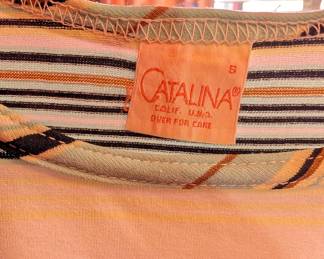 S
CATALINA®
CALIF. U.S.A.
OVER FOR CARE